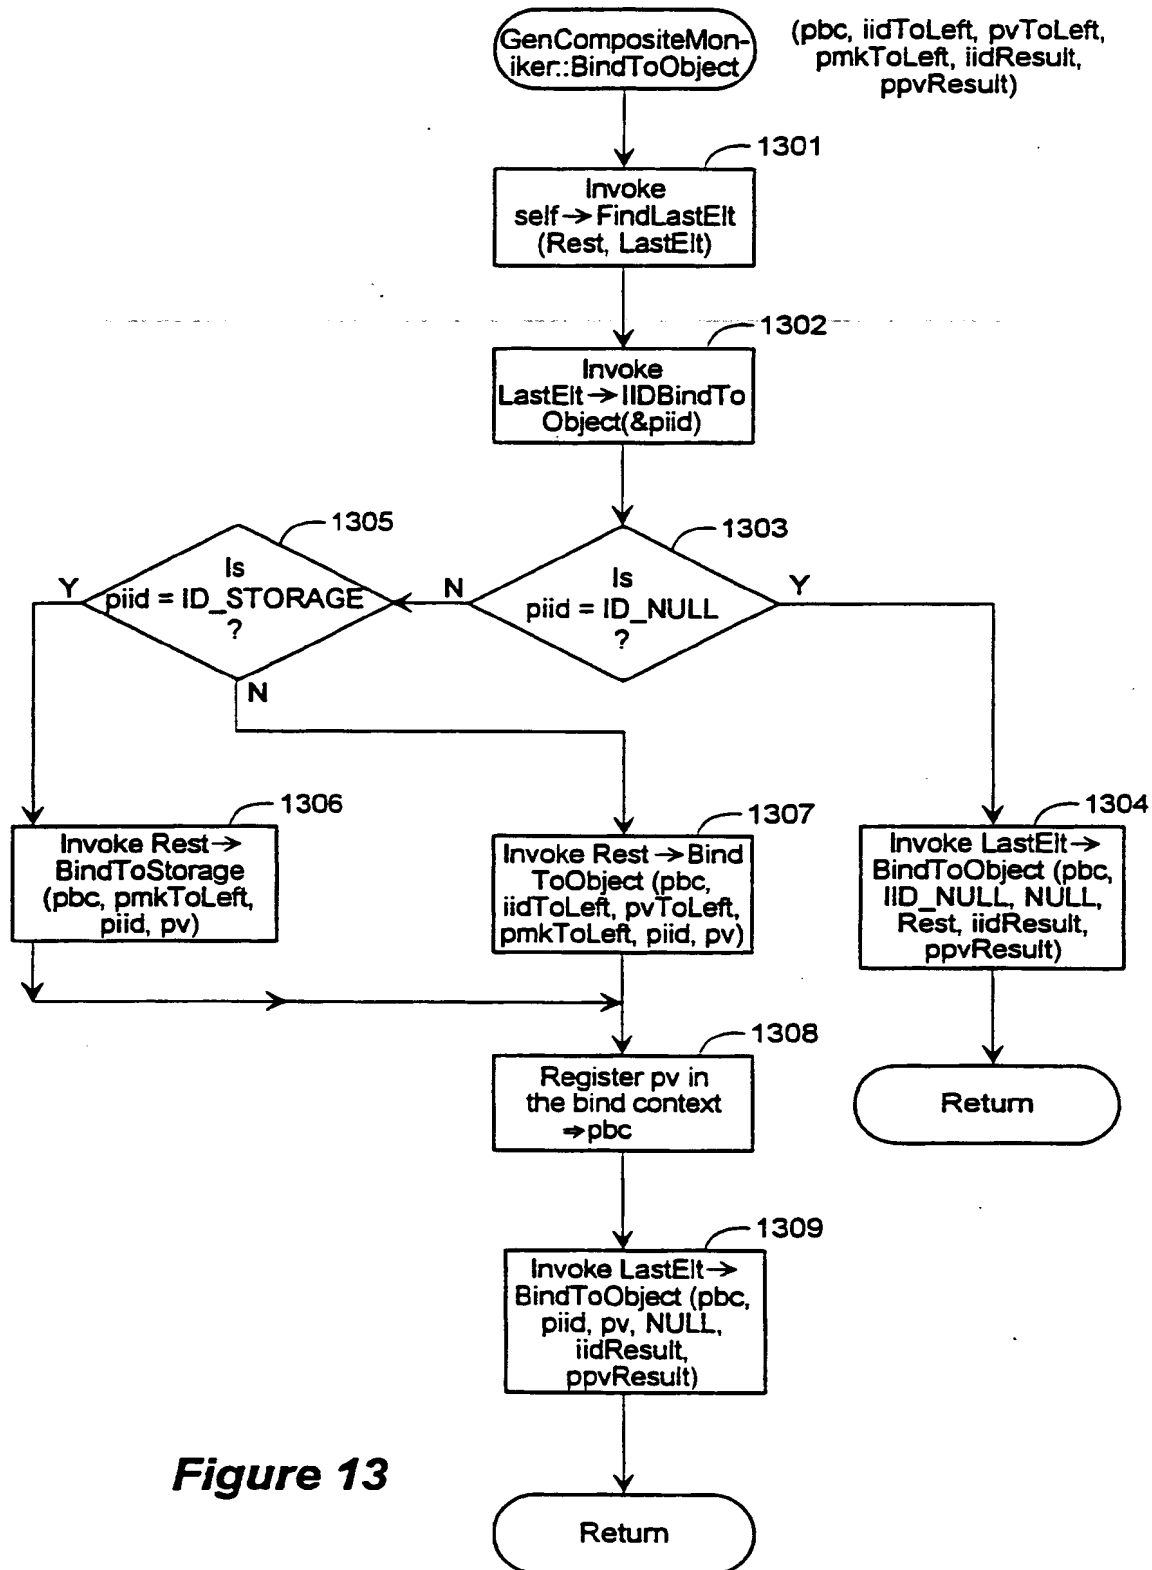 GenCompositeMon-
iker::BindToObject
(pbc, iidToLeft, pvToLeft,
pmkToLeft, iidResult,
ppvResult)
1301
Invoke
self→FindLastElt
(Rest, LastElt)
1302
Invoke
LastElt→IIDBindTo
Object(&piid)
1305
1303
Is
piid = ID_STORAGE
?
Y
N
N
Is
piid = ID_NULL
?
Y
1306
Invoke Rest→
BindToStorage
(pbc, pmkToLeft,
piid, pv)
1307
Invoke Rest→Bind
ToObject (pbc,
iidToLeft, pvToLeft,
pmkToLeft, piid, pv)
1304
Invoke LastElt→
BindToObject (pbc,
IID_NULL, NULL,
Rest, iidResult,
ppvResult)
1308
Register pv in
the bind context
⇒pbc
Return
1309
Invoke LastElt→
BindToObject (pbc,
piid, pv, NULL,
iidResult,
ppvResult)
Figure 13
Return